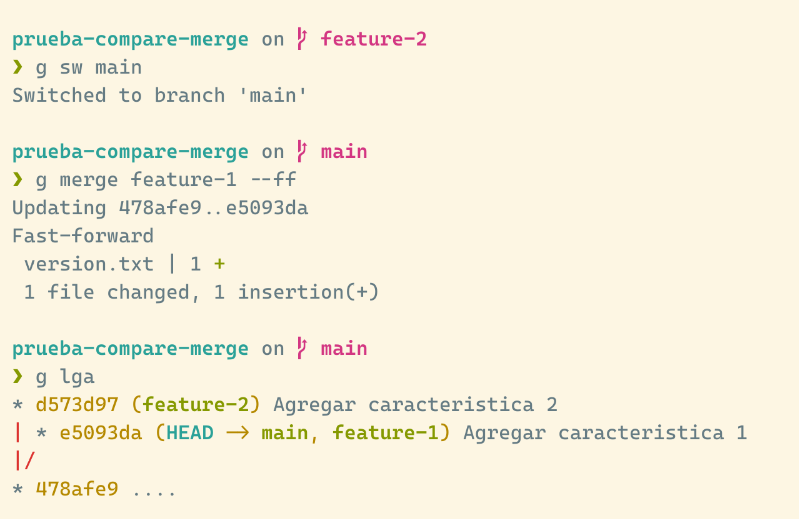 prueba-compare-merge on feature-2
❯ g sw main
Switched to branch 'main'
prueba-compare-merge on main
❯ g merge feature-1 --ff
Updating 478afe9..e5093da
Fast-forward
version.txt | 1 +
1 file changed, 1 insertion(+)
prueba-compare-merge on main
❯ g lga
* d573d97 (feature-2) Agregar caracteristica 2
| * e5093da (HEAD -> main, feature-1) Agregar caracteristica 1
|/
* 478afe9 ....